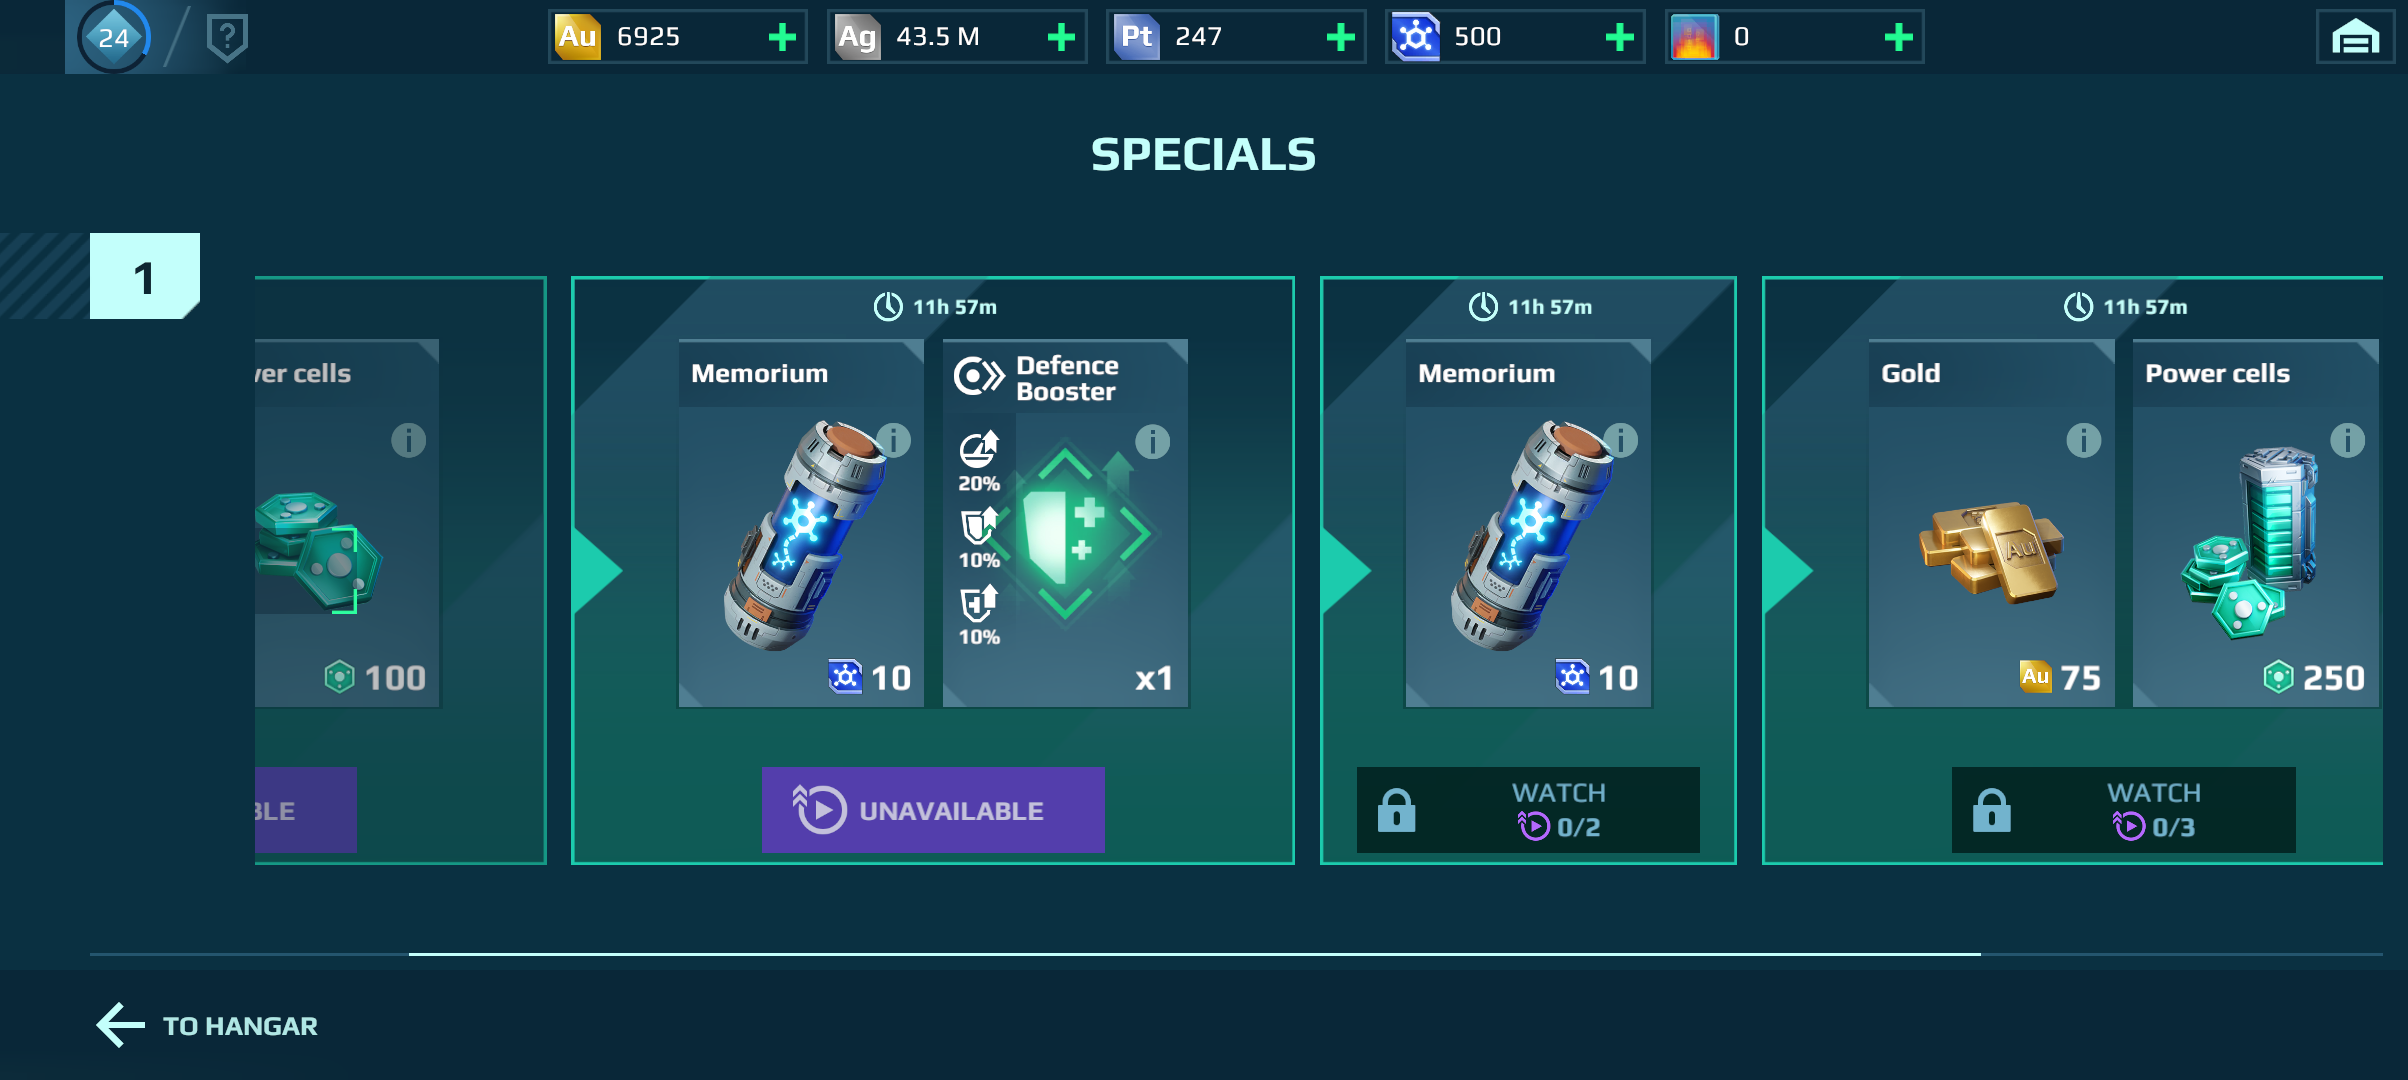 24
?
Au 6925
Ag 43.5 M
Pt 247
500
0
SPECIALS
1
ver cells
100
BLE
11h 57m
Memorium
10
Defence
Booster
20%
10%
10%
x1
UNAVAILABLE
11h 57m
Memorium
10
WATCH
0/2
11h 57m
Gold
Au
Au 75
Power cells
250
WATCH
0/3
TO HANGAR